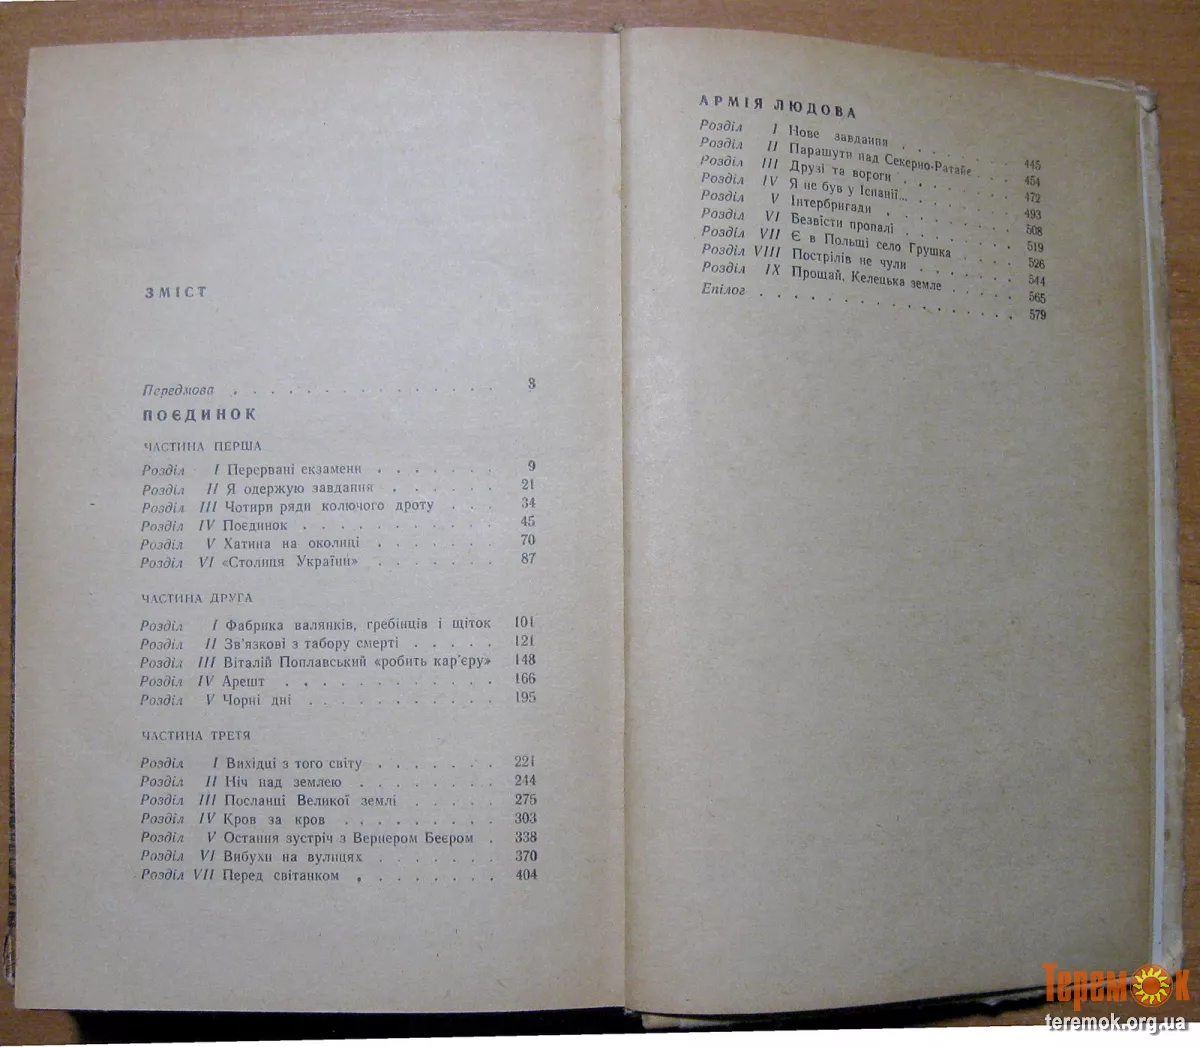 ЗМІСТ
Передмова . . . . . . . . . . . . . . . 3
ПОЄДИНОК
ЧАСТИНА ПЕРША
Розділ I Перервані екзамени . . . . . . . 9
Розділ II Я одержую завдання . . . . . . 21
Розділ III Чотири ряди колючого дроту . . . 34
Розділ IV Поєдинок . . . . . . . . . . . 45
Розділ V Хатина на околиці . . . . . . . 70
Розділ VI «Столиця України» . . . . . . . 87
ЧАСТИНА ДРУГА
Розділ I Фабрика валянків, гребінців і щіток 101
Розділ II Зв'язкові з табору смерті . . . . . 121
Розділ III Віталій Поплавський «робить кар'єру» 148
Розділ IV Арешт . . . . . . . . . . . . 166
Розділ V Чорні дні . . . . . . . . . . . 195
ЧАСТИНА ТРЕТЯ
Розділ I Вихідці з того світу . . . . . . . 221
Розділ II Ніч над землею . . . . . . . . 244
Розділ III Посланці Великої землі . . . . . 275
Розділ IV Кров за кров . . . . . . . . . 303
Розділ V Остання зустріч з Вернером Беєром . 338
Розділ VI Вибухи на вулицях . . . . . . . 370
Розділ VII Перед світанком . . . . . . . . 404
АРМІЯ ЛЮДОВА
Розділ I Нове завдання . . . . . . . 445
Розділ II Парашути над Секерно-Ратайє . . . 454
Розділ III Друзі та вороги . . . . . . . 472
Розділ IV Я не був у Іспанії... . . . . . . 493
Розділ V Інтербригади . . . . . . . . 508
Розділ VI Безвісти пропалі . . . . . . . 519
Розділ VII Є в Польщі село Грушка . . . . 526
Розділ VIII Пострілів не чули . . . . . . . 544
Розділ IX Прощай, Келецька земле . . . . . 565
Епілог . . . . . . . . . . . . . . . . 579
Теремок
teremok.org.ua